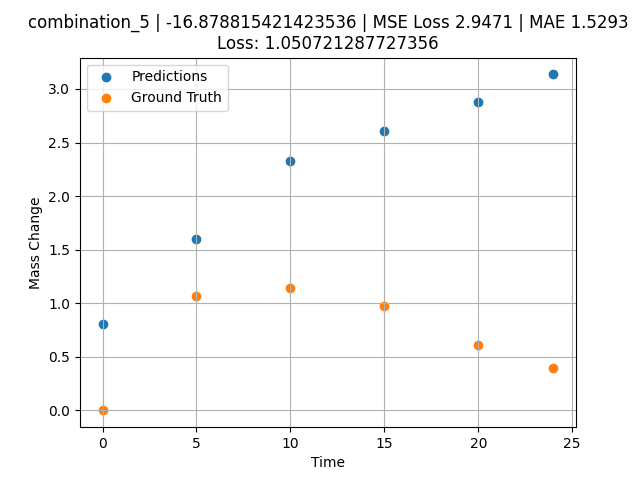 combination_5 | -16.878815421423536 | MSE Loss 2.9471 | MAE 1.5293
Loss: 1.050721287727356
Predictions
Ground Truth
3.0
2.5
2.0
1.5
1.0
0.5
0.0
Mass Change
0 5 10 15 20 25
Time